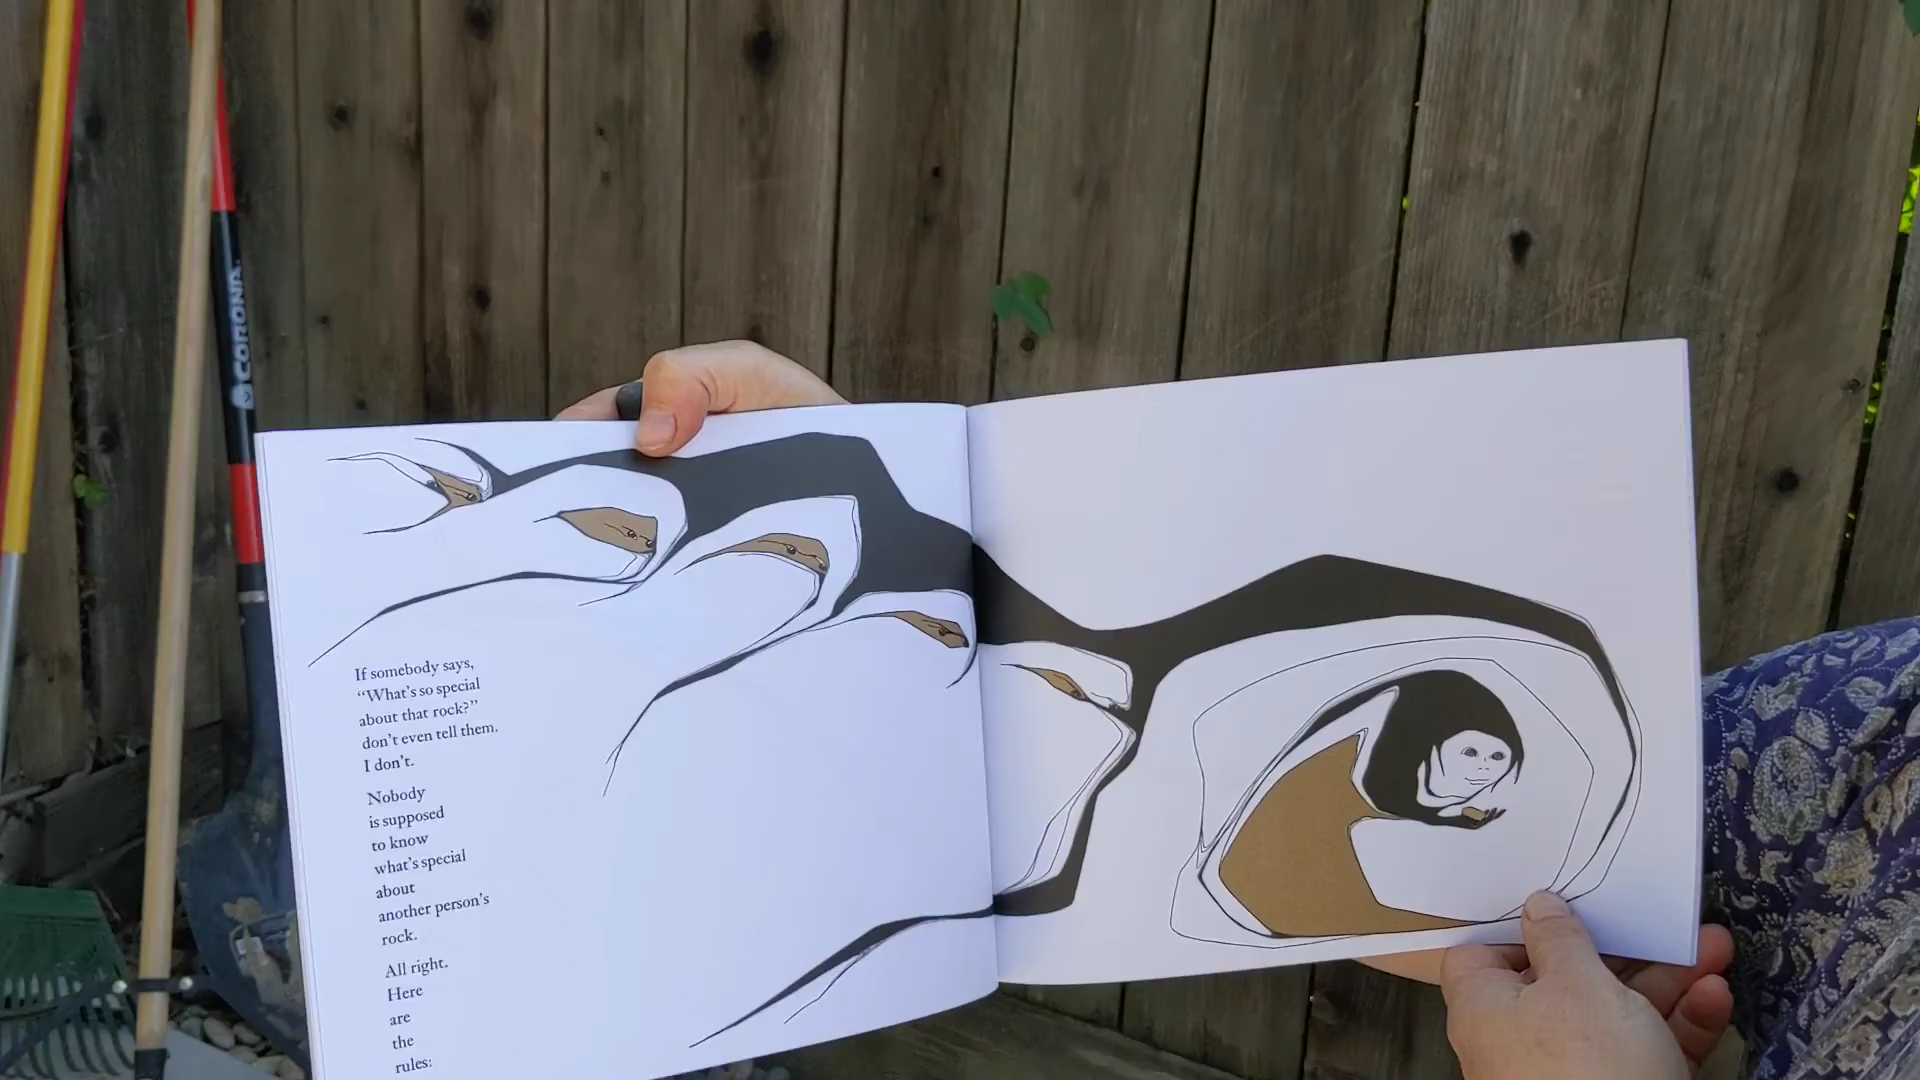 CORONA
If somebody says,
“What’s so special
about that rock?”
don’t even tell them.
I don’t.
Nobody
is supposed
to know
what’s special
about
another person’s
rock.
All right.
Here
are
the
rules: